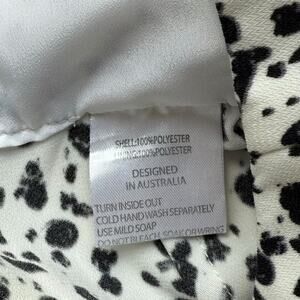 SHELL:100%POLYESTER
LINING:100%POLYESTER
DESIGNED
IN AUSTRALIA
TURN INSIDE OUT
COLD HAND WASH SEPARATELY
USE MILD SOAP
DO NOT BLEACH, SOAK OR WRING